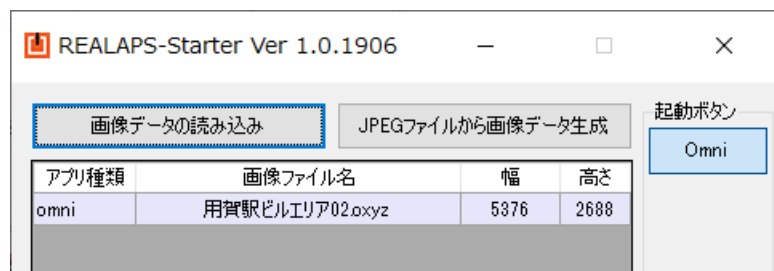 REALAPS-Starter Ver 1.0.1906
画像データの読み込み JPEGファイルから画像データ生成 起動ボタン
Omni
アプリ種類 画像ファイル名 幅 高さ
omni 用賀駅ビルエリア02.oxyz 5376 2688